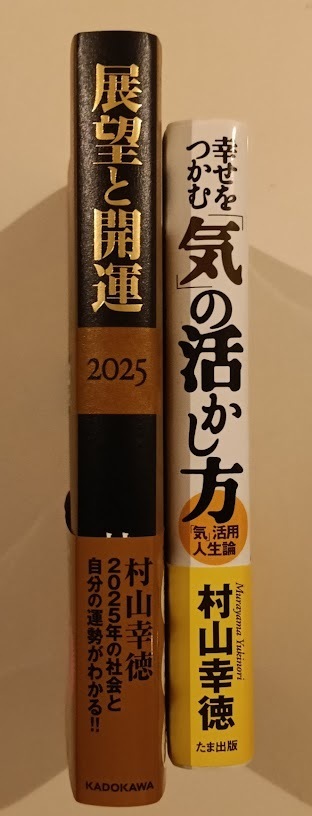 展望と開運
2025
村山幸徳
2025年の社会と
自分の運勢がわかる!!
KADOKAWA
幸せを
つかむ
「気」の活かし方
「気」活用
人生論
村山幸徳
Murayama Yukinori
たま出版